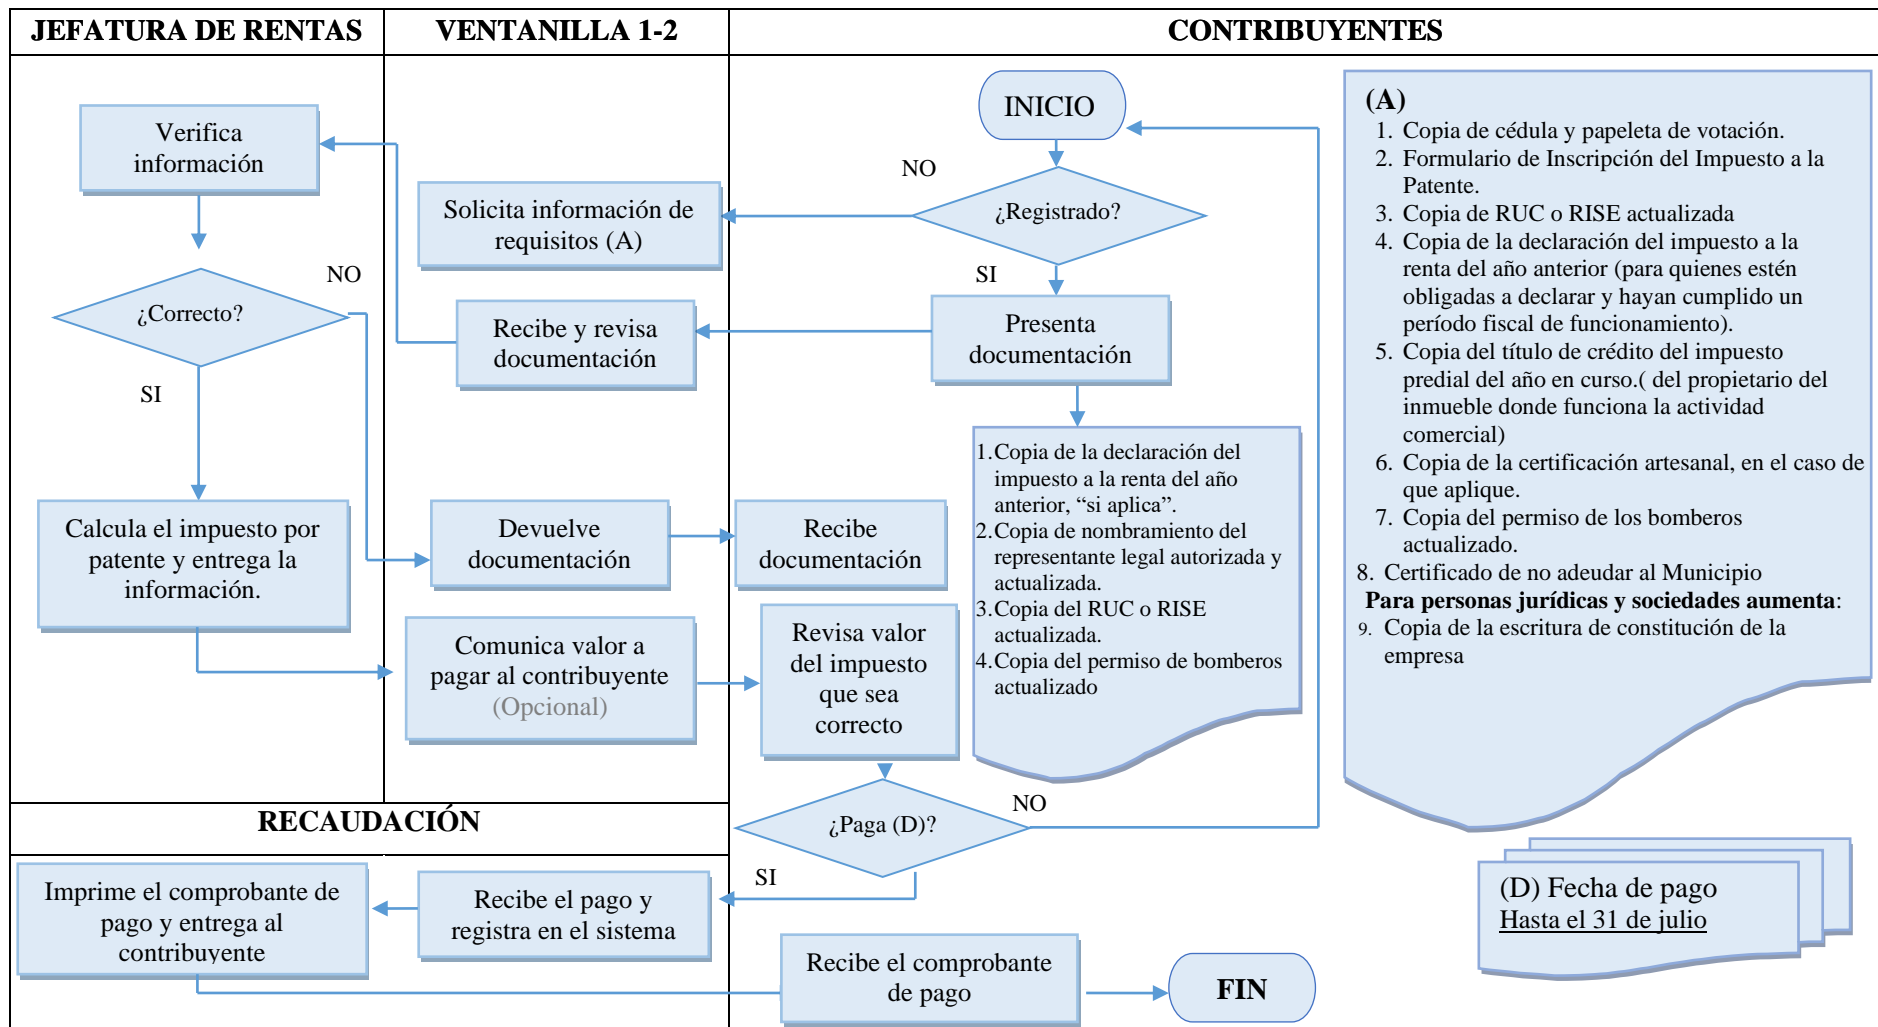 JEFATURA DE RENTAS
VENTANILLA 1-2
CONTRIBUYENTES
Verifica
información
¿Correcto?
NO
SI
Calcula el impuesto por
patente y entrega la
información.
Solicita información de
requisitos (A)
Recibe y revisa
documentación
Devuelve
documentación
Comunica valor a
pagar al contribuyente
(Opcional)
INICIO
NO
¿Registrado?
SI
Presenta
documentación
1.Copia de la declaración del
impuesto a la renta del año
anterior, “si aplica”.
2.Copia de nombramiento del
representante legal autorizada y
actualizada.
3.Copia del RUC o RISE
actualizada.
4.Copia del permiso de bomberos
actualizado
Recibe
documentación
Revisa valor
del impuesto
que sea
correcto
¿Paga (D)?
NO
SI
(A)
1. Copia de cédula y papeleta de votación.
2. Formulario de Inscripción del Impuesto a la
Patente.
3. Copia de RUC o RISE actualizada
4. Copia de la declaración del impuesto a la
renta del año anterior (para quienes estén
obligadas a declarar y hayan cumplido un
período fiscal de funcionamiento).
5. Copia del título de crédito del impuesto
predial del año en curso.( del propietario del
inmueble donde funciona la actividad
comercial)
6. Copia de la certificación artesanal, en el caso de
que aplique.
7. Copia del permiso de los bomberos
actualizado.
8. Certificado de no adeudar al Municipio
Para personas jurídicas y sociedades aumenta:
9. Copia de la escritura de constitución de la
empresa
(D) Fecha de pago
Hasta el 31 de julio
RECAUDACIÓN
Imprime el comprobante de
pago y entrega al
contribuyente
Recibe el pago y
registra en el sistema
Recibe el comprobante
de pago
FIN